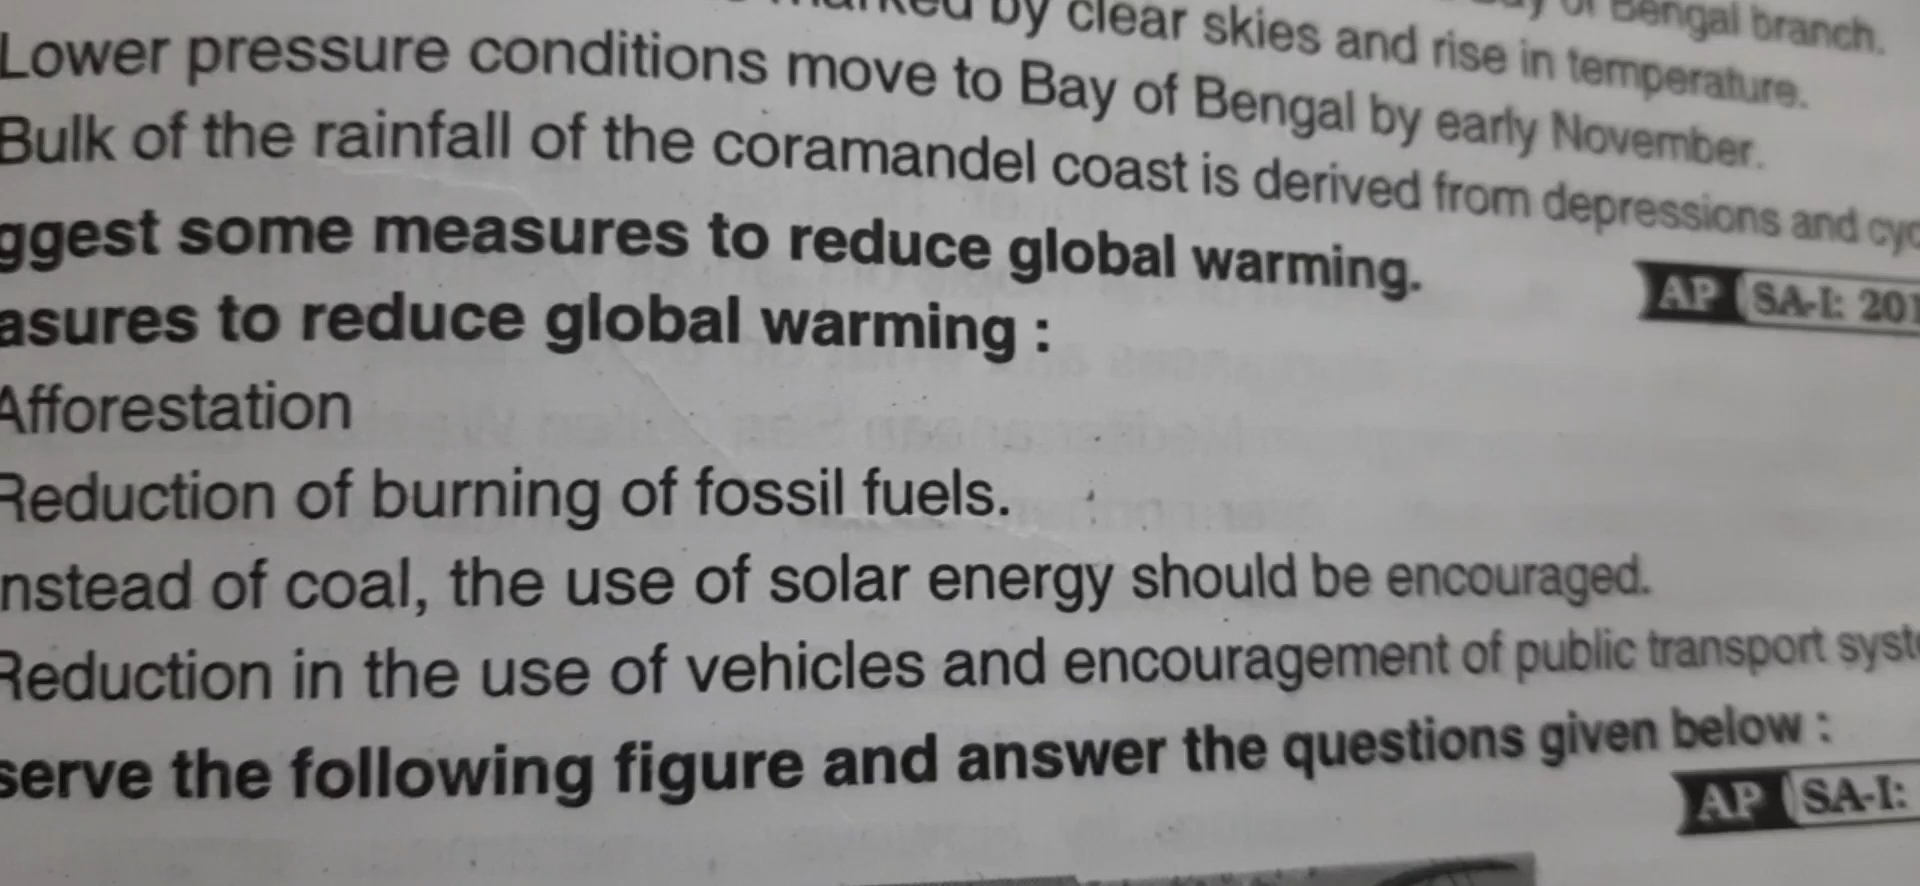 of Bengal branch.
by clear skies and rise in temperature.
Lower pressure conditions move to Bay of Bengal by early November.
Bulk of the rainfall of the coramandel coast is derived from depressions and cyc
ggest some measures to reduce global warming.
AP SA-I: 201
asures to reduce global warming :
Afforestation
Reduction of burning of fossil fuels.
nstead of coal, the use of solar energy should be encouraged.
Reduction in the use of vehicles and encouragement of public transport syste
serve the following figure and answer the questions given below :
AP SA-I: